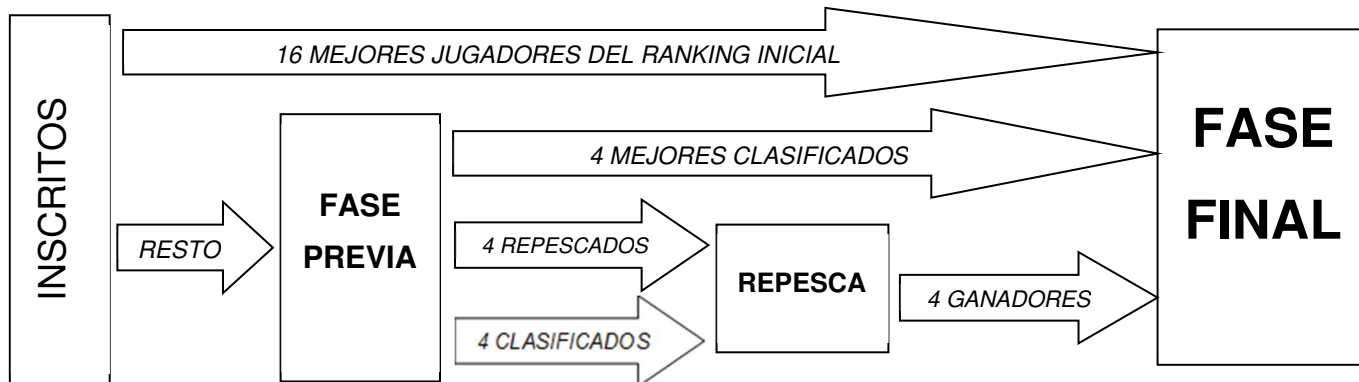 INSCRITOS
16 MEJORES JUGADORES DEL RANKING INICIAL
RESTO
FASE
PREVIA
4 MEJORES CLASIFICADOS
4 REPESCADOS
4 CLASIFICADOS
REPESCA
4 GANADORES
FASE
FINAL